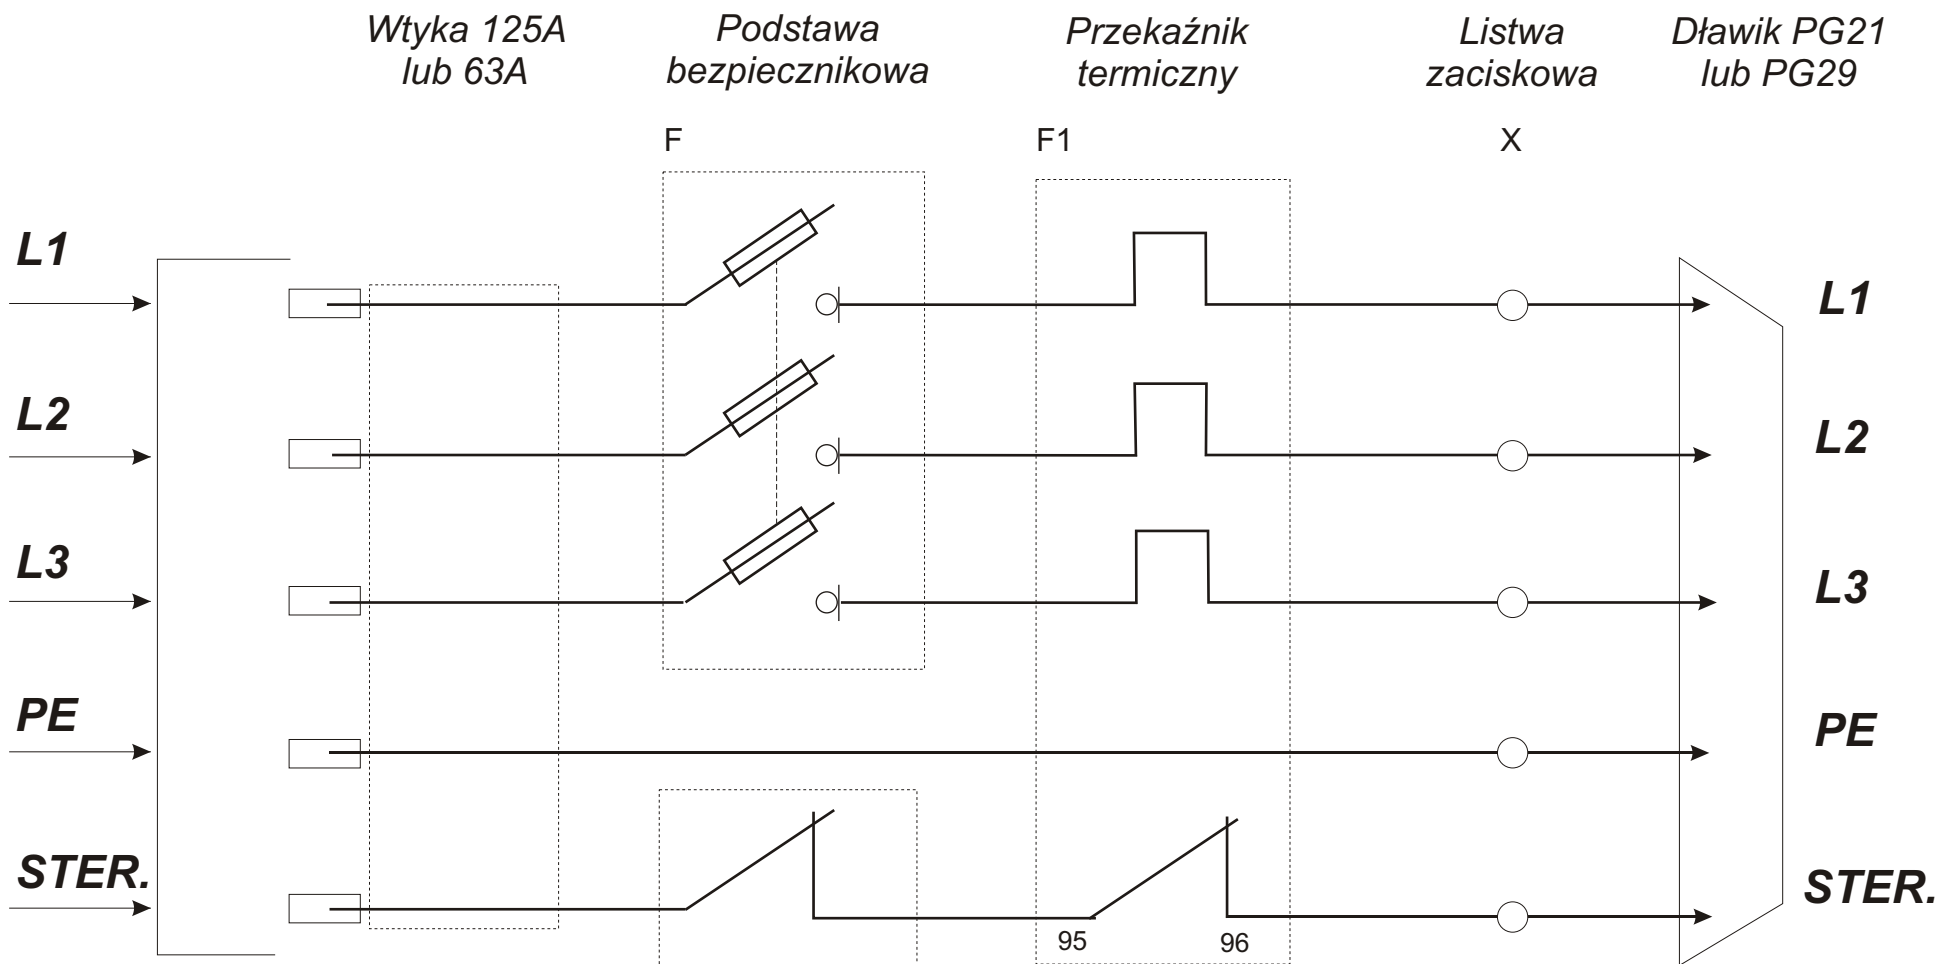 Wtyka 125A
lub 63A
Podstawa
bezpiecznikowa
Przekaźnik
termiczny
Listwa
zaciskowa
Dławik PG21
lub PG29
F
F1
X
L1
L1
L2
L2
L3
L3
PE
PE
STER.
STER.
95
96